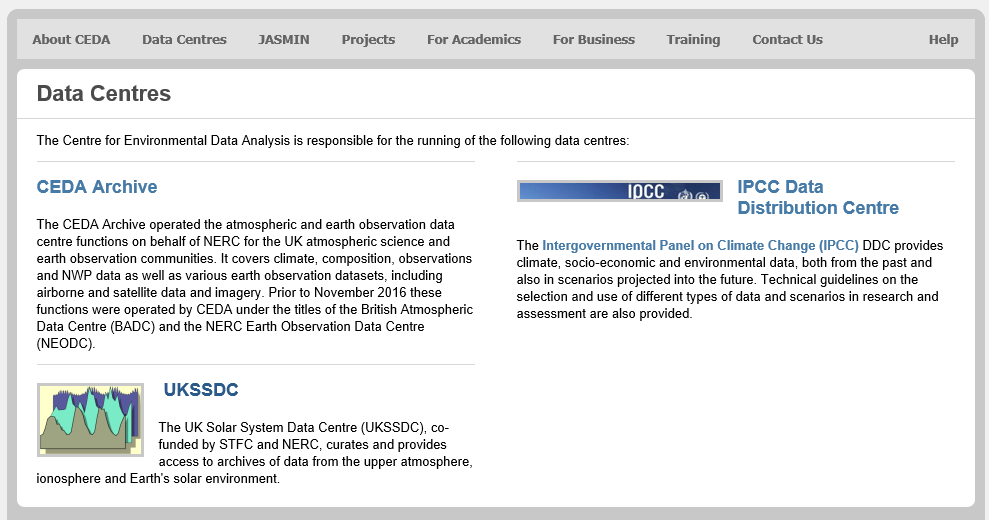 About CEDA Data Centres JASMIN Projects For Academics For Business Training Contact Us Help
Data Centres
The Centre for Environmental Data Analysis is responsible for the running of the following data centres:
CEDA Archive
The CEDA Archive operated the atmospheric and earth observation data
centre functions on behalf of NERC for the UK atmospheric science and
earth observation communities. It covers climate, composition, observations
and NWP data as well as various earth observation datasets, including
airborne and satellite data and imagery. Prior to November 2016 these
functions were operated by CEDA under the titles of the British Atmospheric
Data Centre (BADC) and the NERC Earth Observation Data Centre
(NEODC).
UKSSDC
The UK Solar System Data Centre (UKSSDC), co-
funded by STFC and NERC, curates and provides
access to archives of data from the upper atmosphere,
ionosphere and Earth's solar environment.
ipcc
IPCC Data
Distribution Centre
The Intergovernmental Panel on Climate Change (IPCC) DDC provides
climate, socio-economic and environmental data, both from the past and
also in scenarios projected into the future. Technical guidelines on the
selection and use of different types of data and scenarios in research and
assessment are also provided.